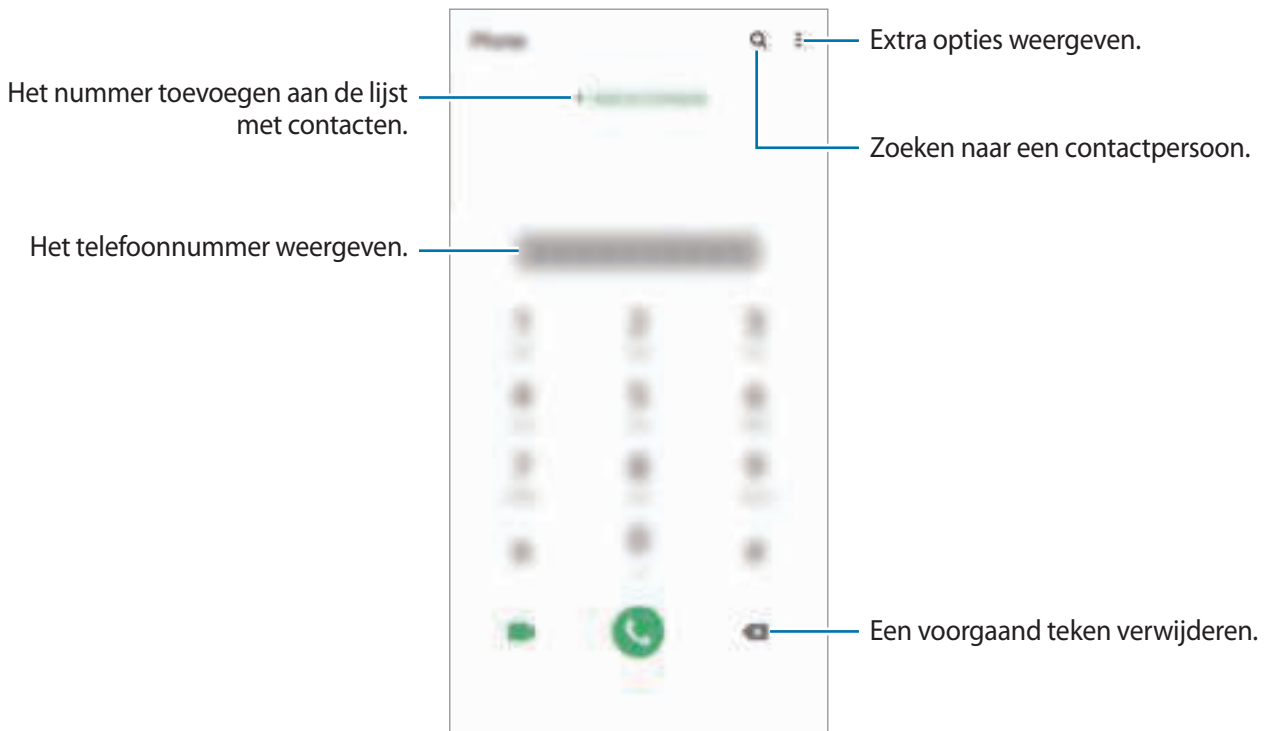 Phone
Extra opties weergeven.
Het nummer toevoegen aan de lijst
met contacten.
Zoeken naar een contactpersoon.
Het telefoonnummer weergeven.
Een voorgaand teken verwijderen.